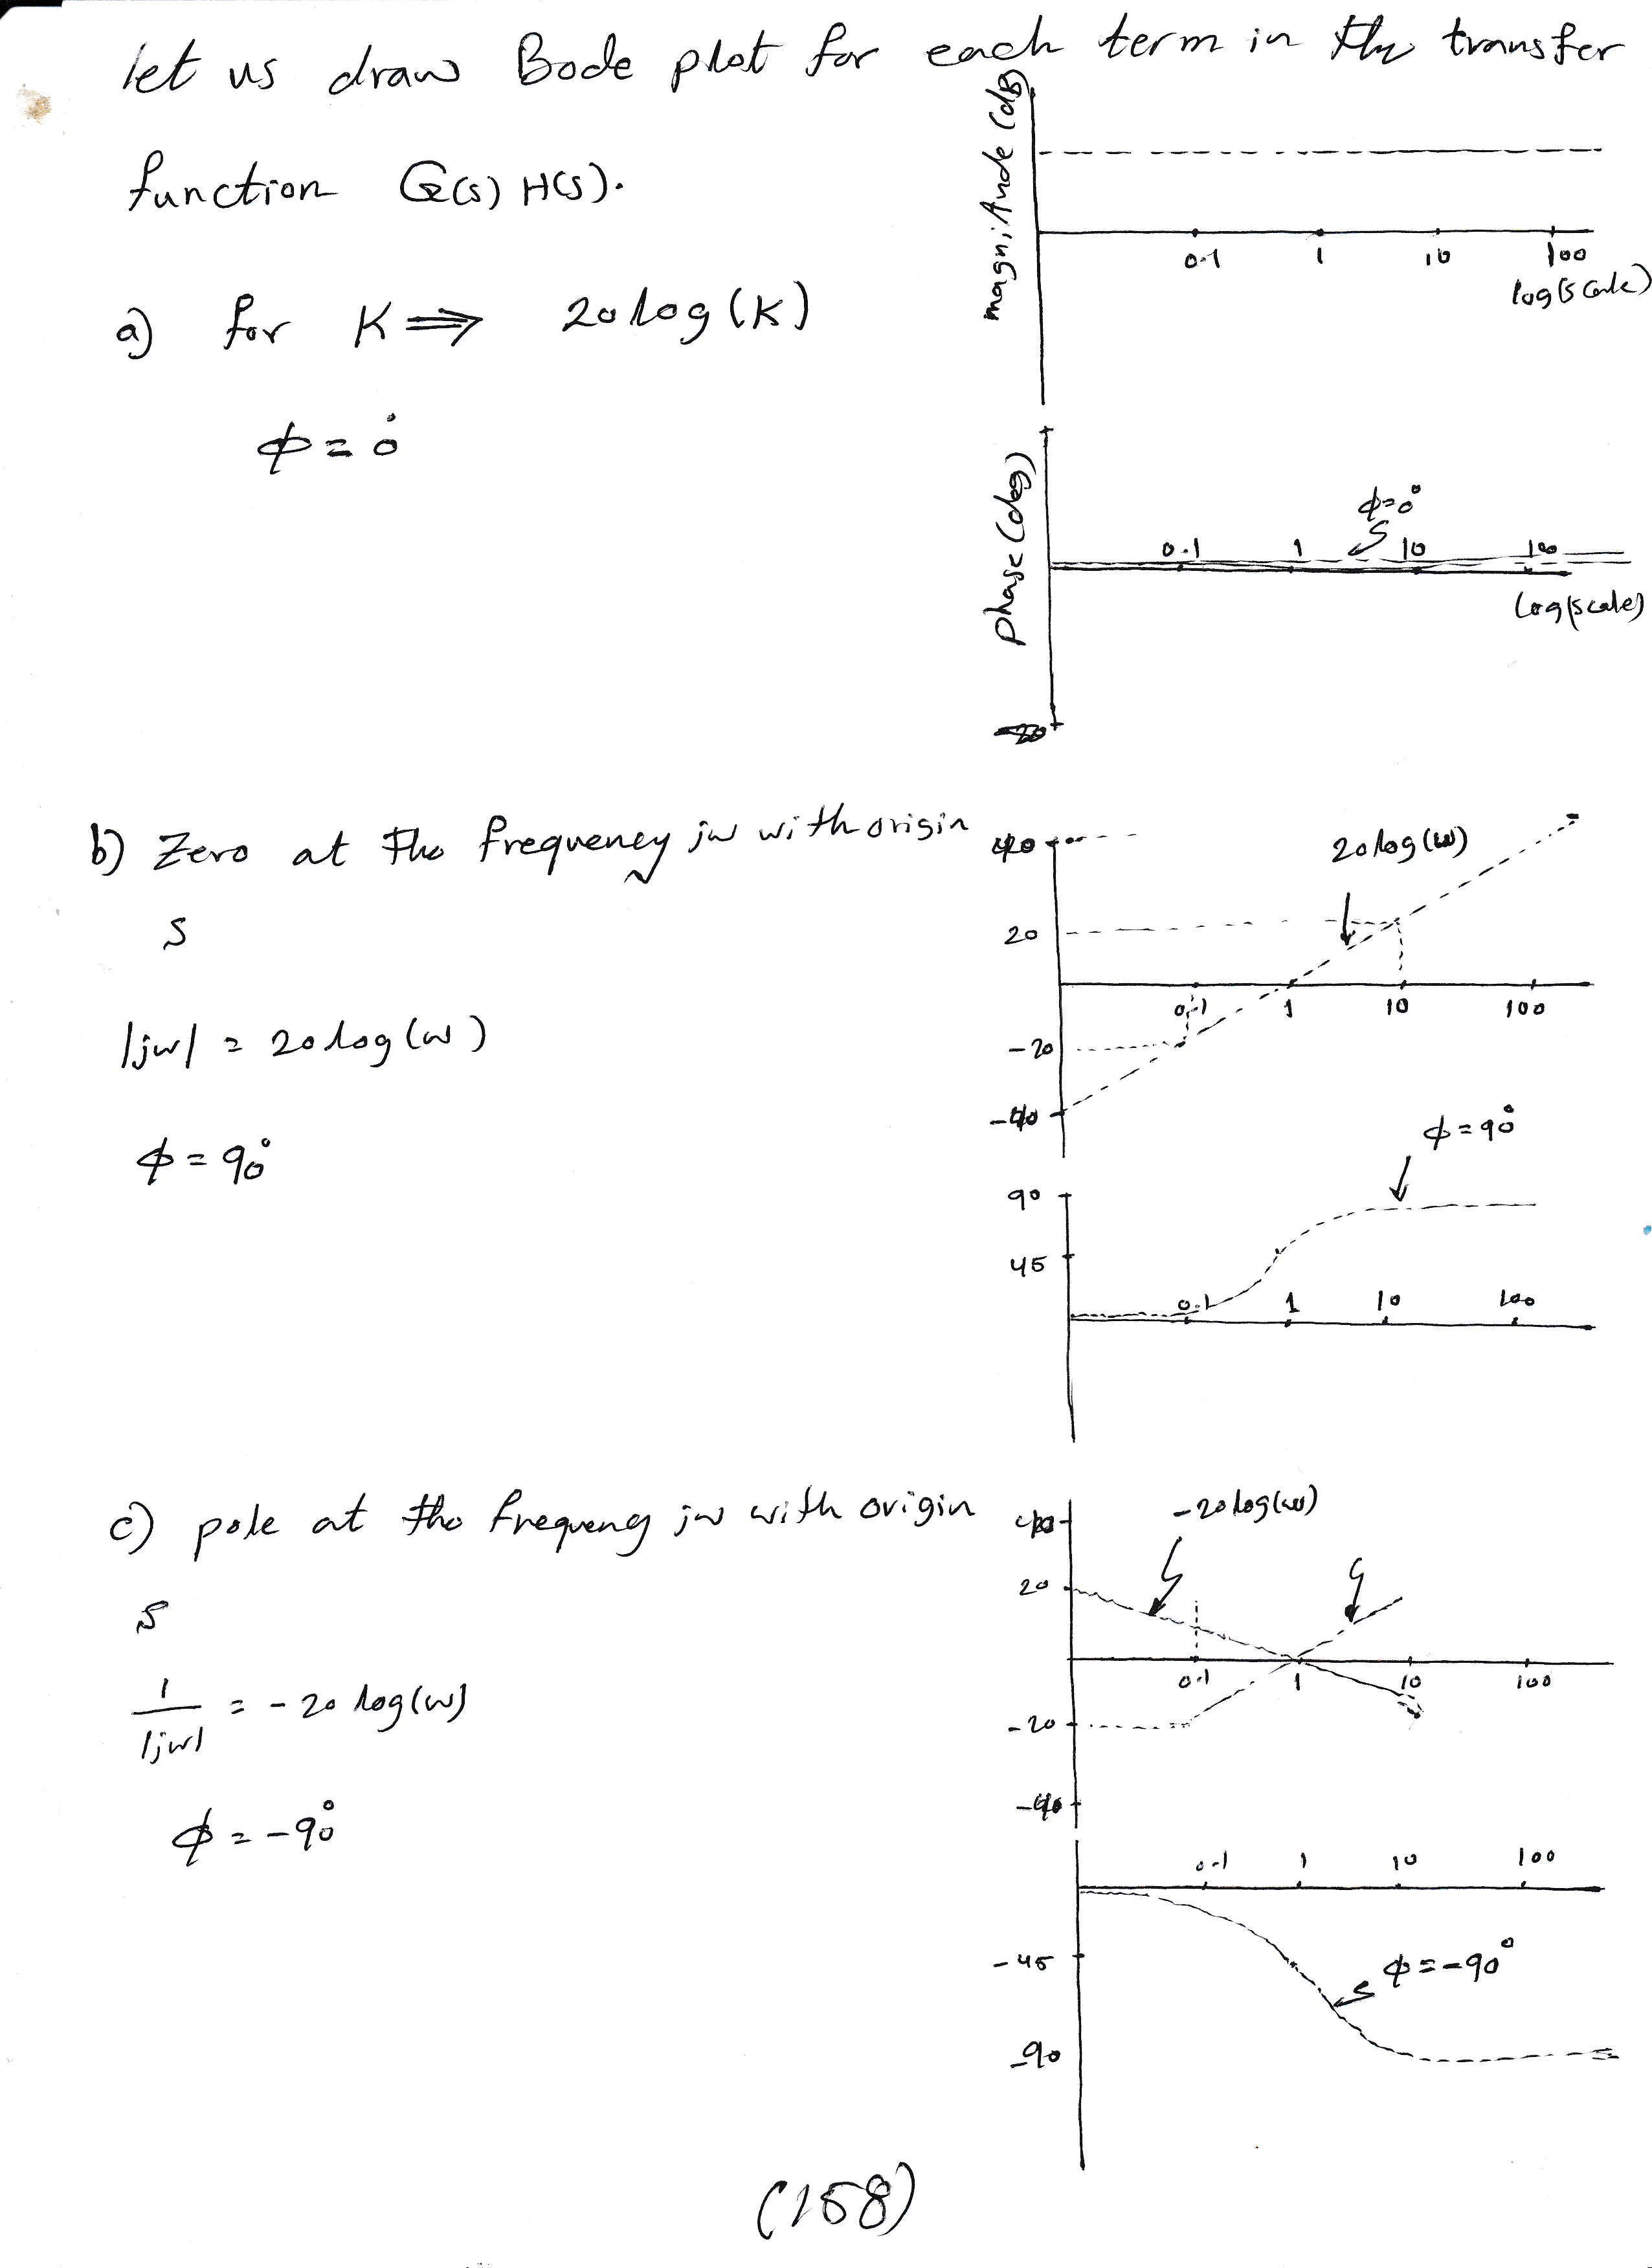 let us draw Bode plot for each term in the transfer
function G(s) H(s).
magnitude (dB)
0.1 1 10 100
log(scale)
a) for K ⇒ 20 log (K)
φ = 0°
phase (deg)
φ=0°
0.1 1 10 100
log(scale)
b) Zero at the frequency jw with origin
S
|jw| = 20 log (w)
φ = 90°
40
20
-20
-40
20 log (w)
0.1 1 10 100
φ = 90°
90
45
0.1 1 10 100
c) pole at the frequency jw with origin
S
1
|jw|
= -20 log (w)
φ = -90°
40
20
-20
-40
-20 log(w)
0.1 1 10 100
0.1 1 10 100
-45
φ = -90°
-90
(158)